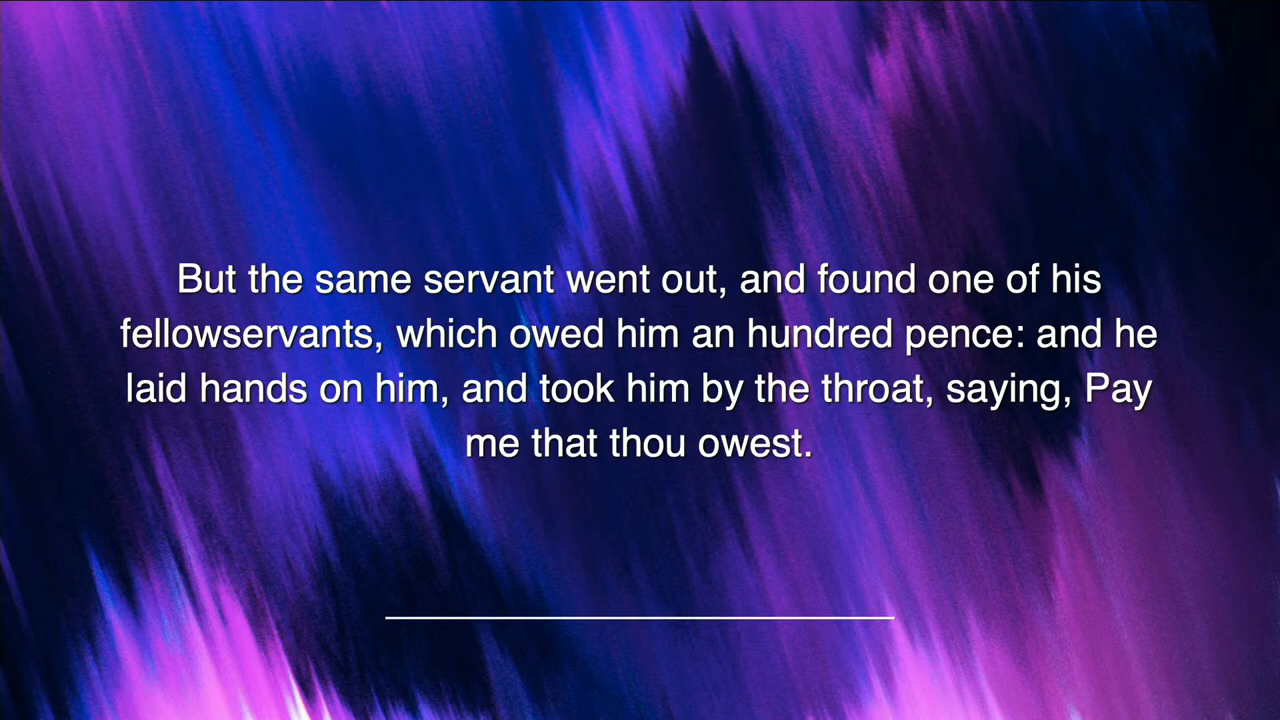 But the same servant went out, and found one of his
fellowservants, which owed him an hundred pence: and he
laid hands on him, and took him by the throat, saying, Pay
me that thou owest.